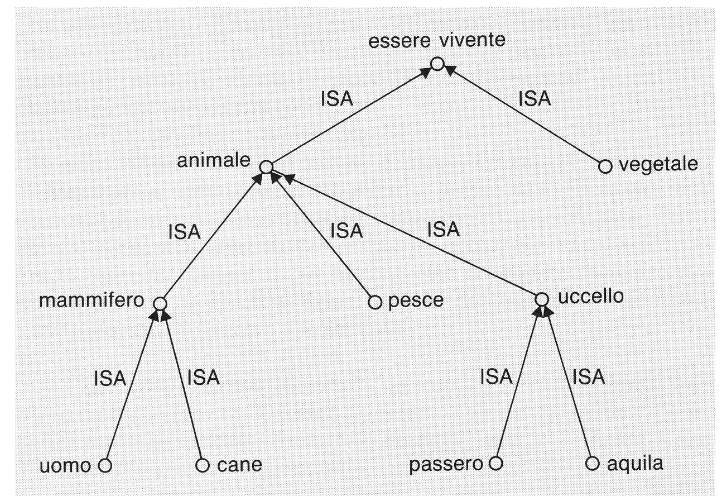 essere vivente
ISA
ISA
animale
vegetale
ISA
ISA
ISA
mammifero
pesce
uccello
ISA
ISA
ISA
ISA
uomo
cane
passero
aquila